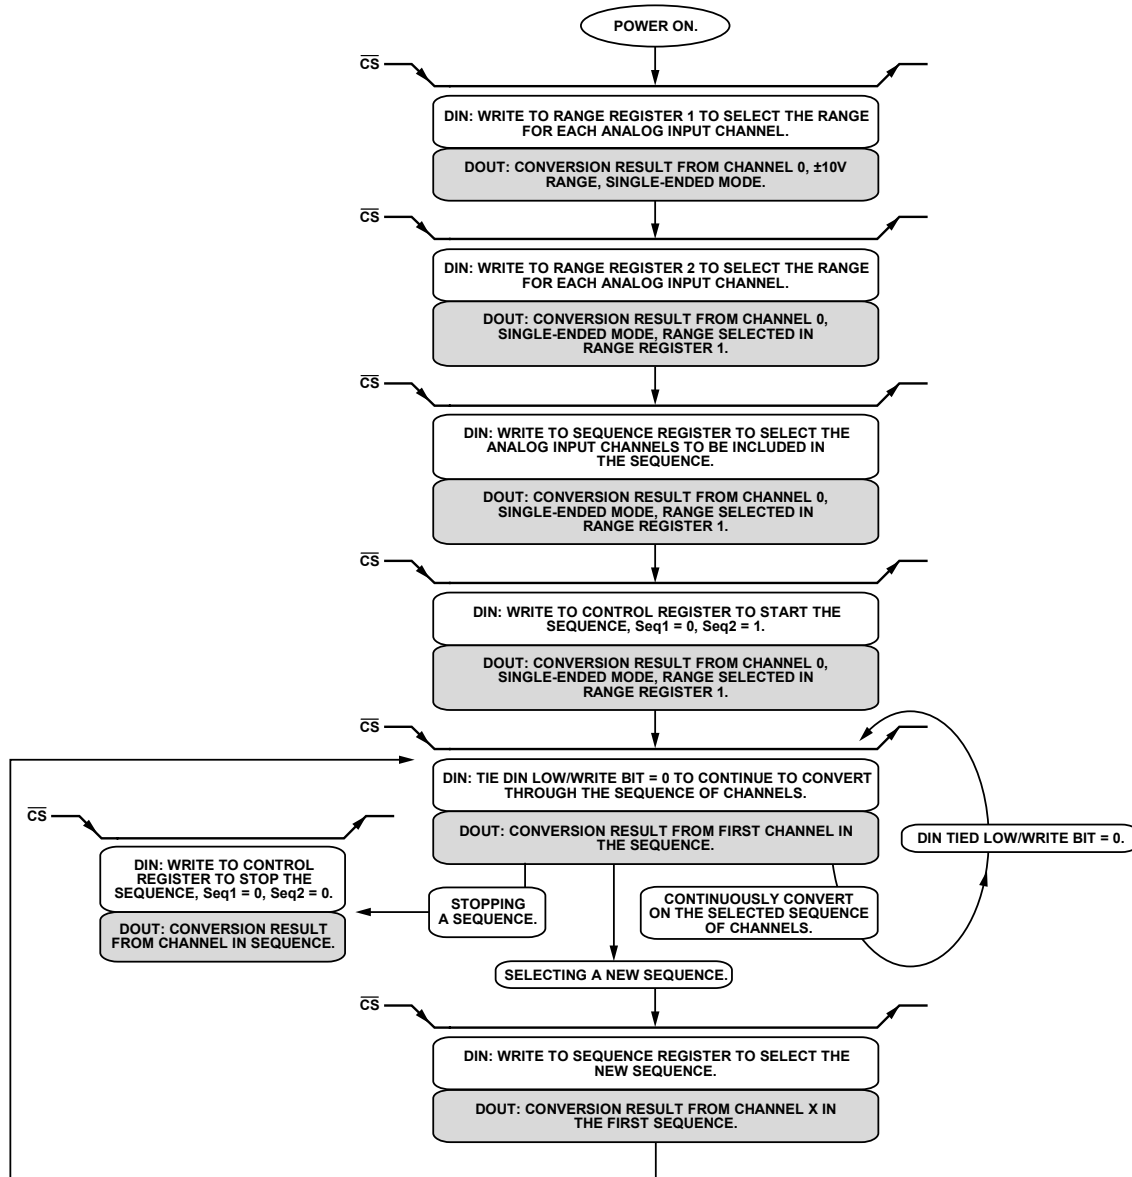 POWER ON.
CS
DIN: WRITE TO RANGE REGISTER 1 TO SELECT THE RANGE
FOR EACH ANALOG INPUT CHANNEL.
DOUT: CONVERSION RESULT FROM CHANNEL 0, ±10V
RANGE, SINGLE-ENDED MODE.
CS
DIN: WRITE TO RANGE REGISTER 2 TO SELECT THE RANGE
FOR EACH ANALOG INPUT CHANNEL.
DOUT: CONVERSION RESULT FROM CHANNEL 0,
SINGLE-ENDED MODE, RANGE SELECTED IN
RANGE REGISTER 1.
CS
DIN: WRITE TO SEQUENCE REGISTER TO SELECT THE
ANALOG INPUT CHANNELS TO BE INCLUDED IN
THE SEQUENCE.
DOUT: CONVERSION RESULT FROM CHANNEL 0,
SINGLE-ENDED MODE, RANGE SELECTED IN
RANGE REGISTER 1.
CS
DIN: WRITE TO CONTROL REGISTER TO START THE
SEQUENCE, Seq1 = 0, Seq2 = 1.
DOUT: CONVERSION RESULT FROM CHANNEL 0,
SINGLE-ENDED MODE, RANGE SELECTED IN
RANGE REGISTER 1.
CS
DIN: TIE DIN LOW/WRITE BIT = 0 TO CONTINUE TO CONVERT
THROUGH THE SEQUENCE OF CHANNELS.
DOUT: CONVERSION RESULT FROM FIRST CHANNEL IN
THE SEQUENCE.
DIN TIED LOW/WRITE BIT = 0.
CS
DIN: WRITE TO CONTROL
REGISTER TO STOP THE
SEQUENCE, Seq1 = 0, Seq2 = 0.
DOUT: CONVERSION RESULT
FROM CHANNEL IN SEQUENCE.
STOPPING
A SEQUENCE.
CONTINUOUSLY CONVERT
ON THE SELECTED SEQUENCE
OF CHANNELS.
SELECTING A NEW SEQUENCE.
CS
DIN: WRITE TO SEQUENCE REGISTER TO SELECT THE
NEW SEQUENCE.
DOUT: CONVERSION RESULT FROM CHANNEL X IN
THE FIRST SEQUENCE.